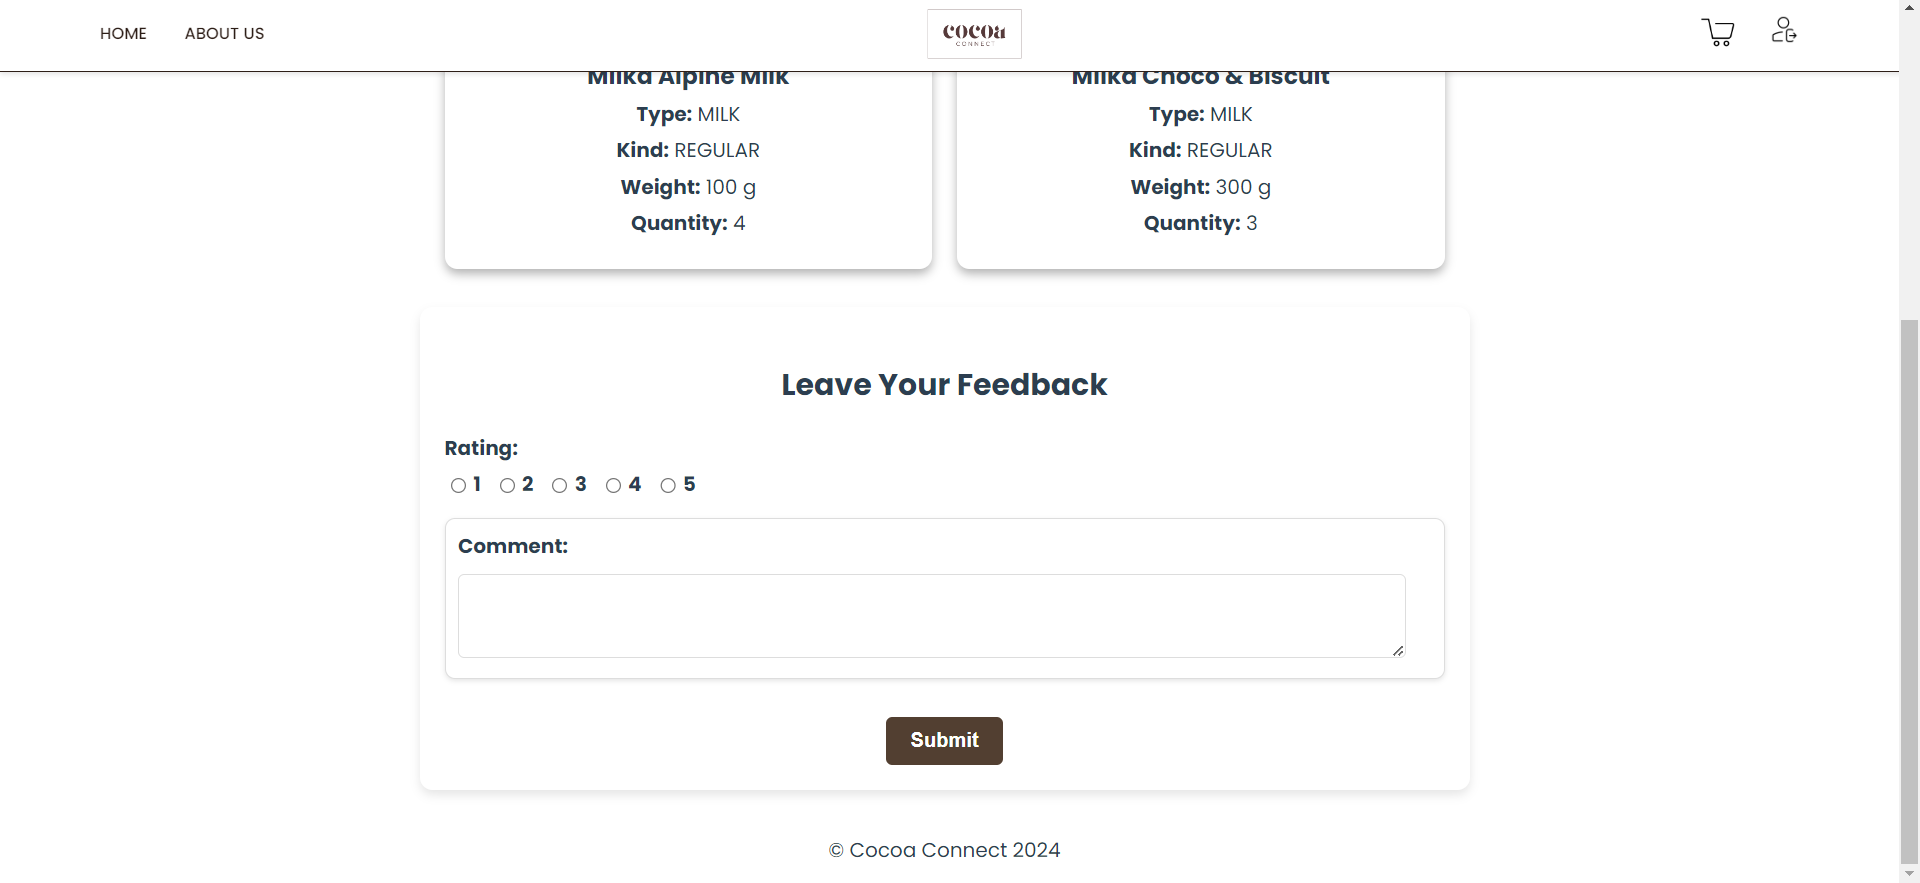 HOME ABOUT US
cocoa
CONNECT
Milka Alpine Milk
Type: MILK
Kind: REGULAR
Weight: 100 g
Quantity: 4
Milka Choco & Biscuit
Type: MILK
Kind: REGULAR
Weight: 300 g
Quantity: 3
Leave Your Feedback
Rating:
1 2 3 4 5
Comment:
Submit
© Cocoa Connect 2024